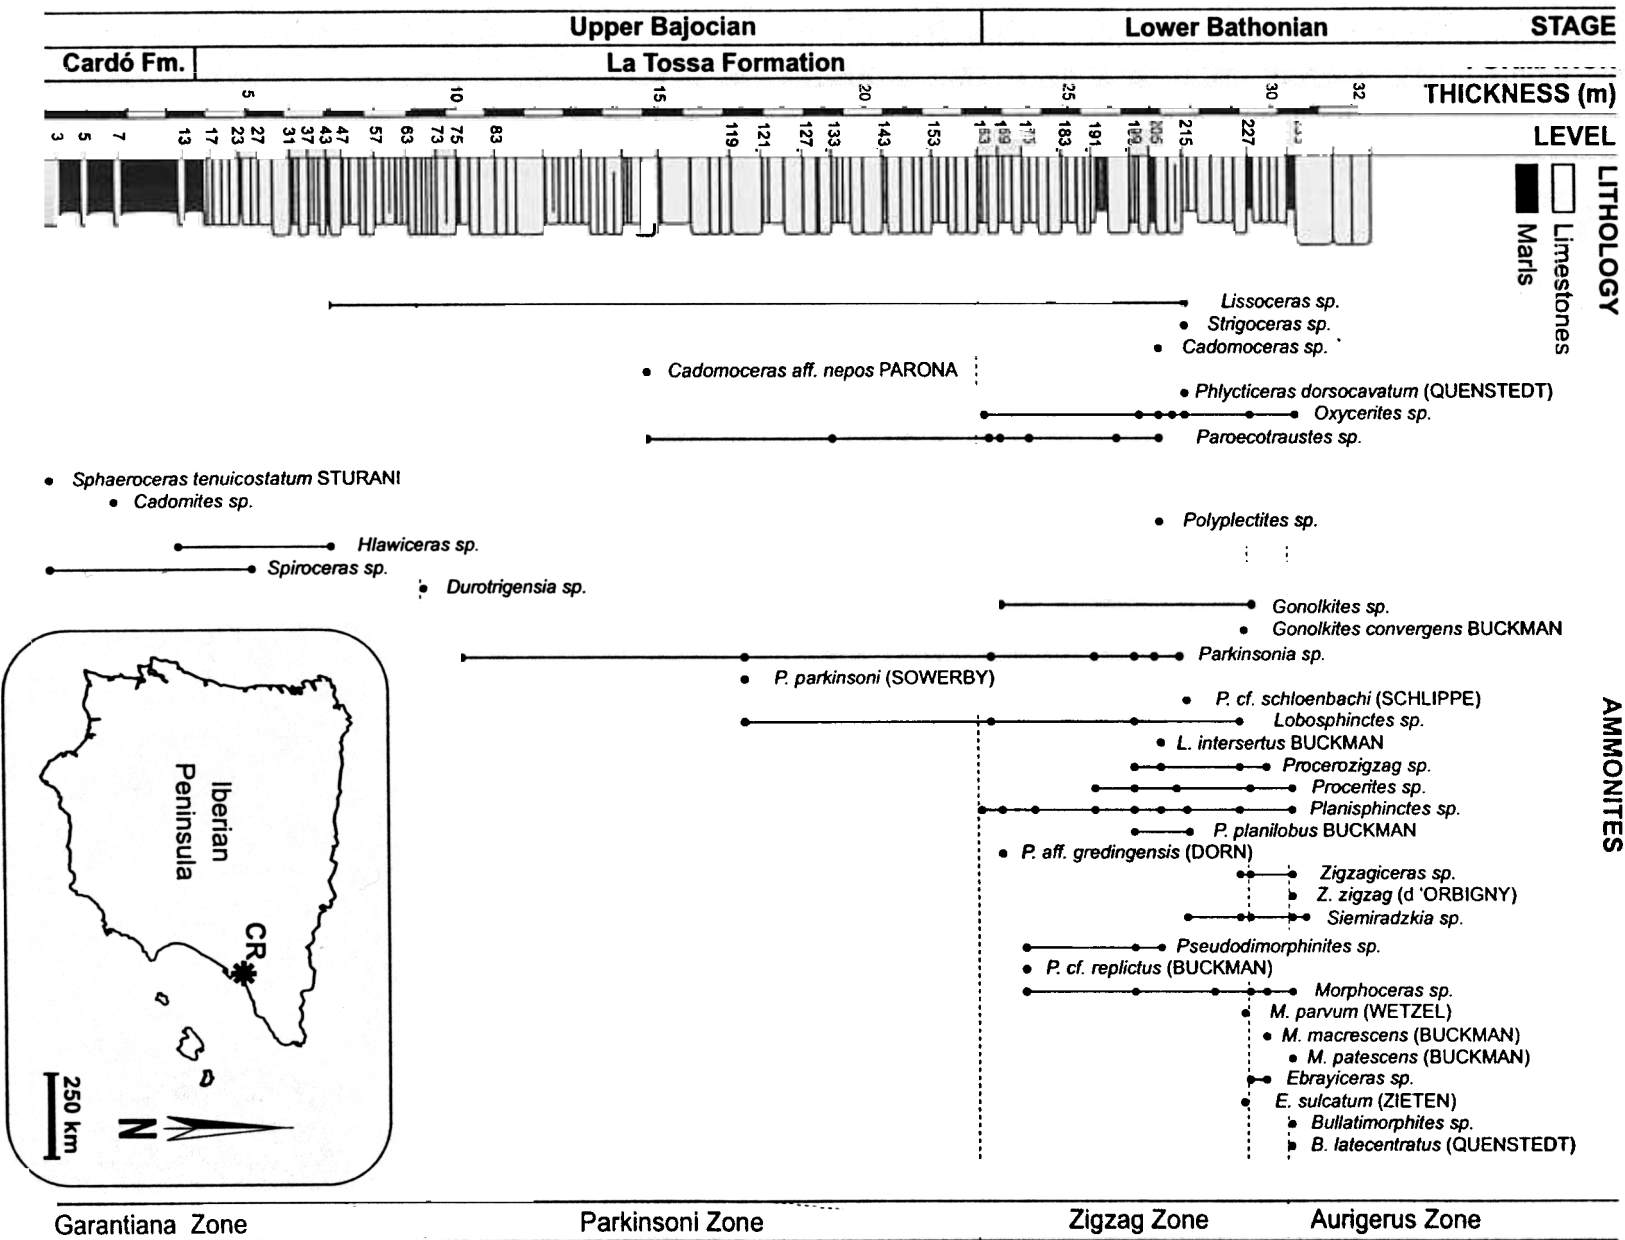 Upper Bajocian Lower Bathonian STAGE
Cardó Fm. La Tossa Formation
5 10 15 20 25 30 32 THICKNESS (m)
3 5 7 13 17 23 27 31 37 43 47 57 63 73 75 83 119 121 127 133 143 153 163 169 175 183 191 199 205 215 227 LEVEL
LITHOLOGY
Limestones
Marls
Lissoceras sp.
Strigoceras sp.
Cadomoceras sp.
Cadomoceras aff. nepos PARONA
Phlycticeras dorsocavatum (QUENSTEDT)
Oxycerites sp.
Paroecotraustes sp.
Sphaeroceras tenuicostatum STURANI
Cadomites sp.
Polyplectites sp.
Hlawiceras sp.
Spiroceras sp.
Durotrigensia sp.
Gonolkites sp.
Gonolkites convergens BUCKMAN
Parkinsonia sp.
P. parkinsoni (SOWERBY)
P. cf. schloenbachi (SCHLIPPE)
Lobosphinctes sp.
L. intersertus BUCKMAN
Procerozigzag sp.
Procerites sp.
Planisphinctes sp.
P. planilobus BUCKMAN
P. aff. gredingensis (DORN)
Zigzagiceras sp.
Z. zigzag (d 'ORBIGNY)
Siemiradzkia sp.
Pseudodimorphinites sp.
P. cf. replictus (BUCKMAN)
Morphoceras sp.
M. parvum (WETZEL)
M. macrescens (BUCKMAN)
M. patescens (BUCKMAN)
Ebrayiceras sp.
E. sulcatum (ZIETEN)
Bullatimorphites sp.
B. latecentratus (QUENSTEDT)
AMMONITES
Iberian
Peninsula
CR
250 km
N
Garantiana Zone Parkinsoni Zone Zigzag Zone Aurigerus Zone